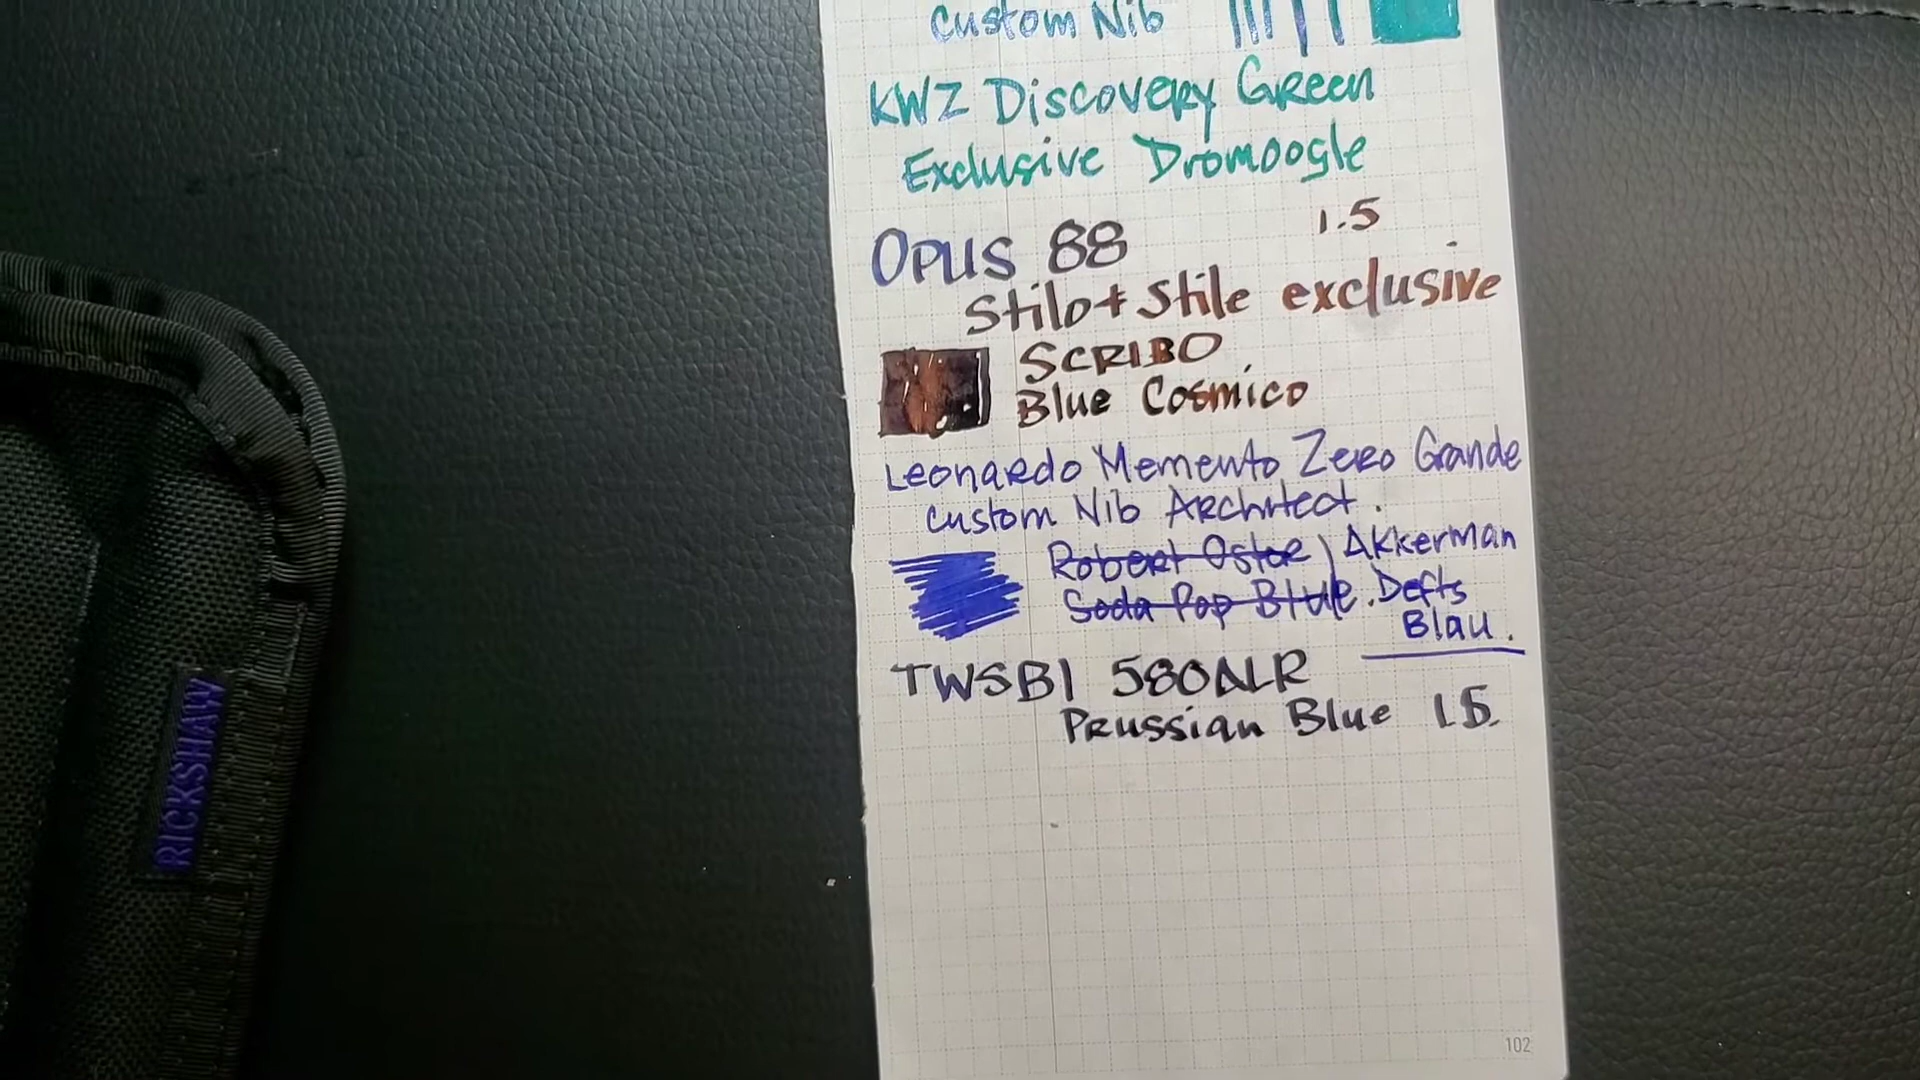 Custom Nib
KWZ Discovery Green
Exclusive Dromoogle
1.5
Opus 88
Stilo + Stile exclusive
SCRIBO
Blue Cosmico
Leonardo Memento Zero Grande
Custom Nib Architect.
Robert Oster / Akkerman
Soda Pop Blue. Delfts
Blau.
TWSBI 580ALR
Prussian Blue 1.5
102
RICKSHAW